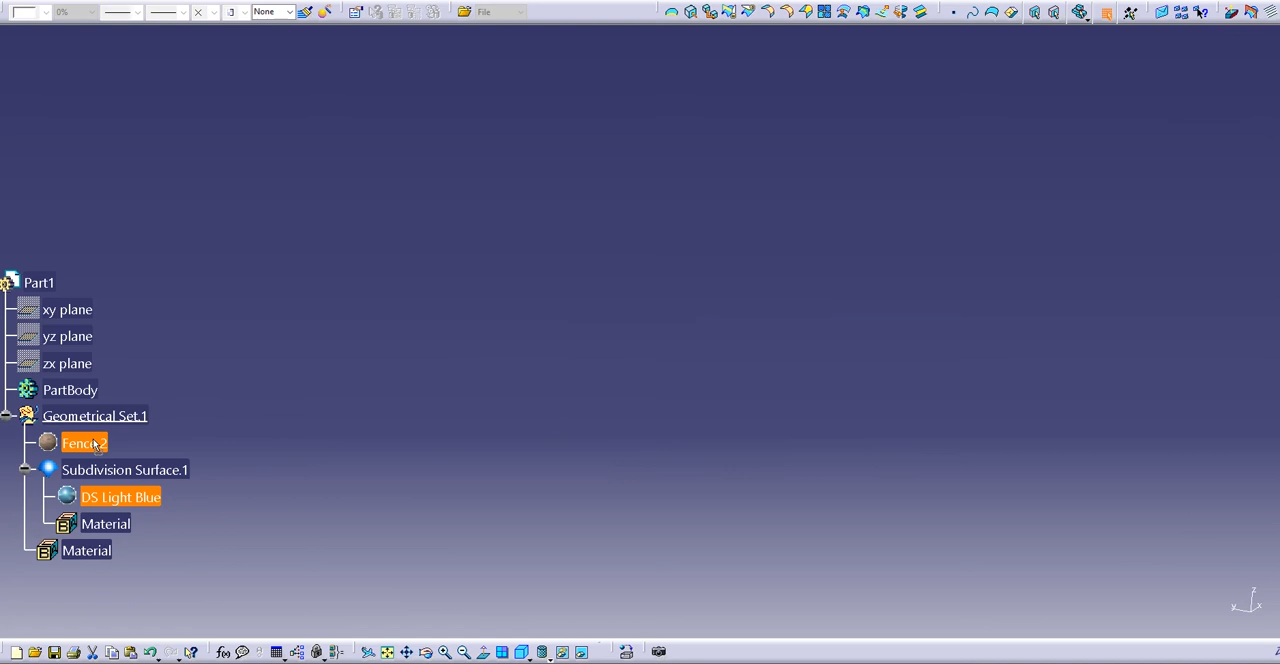 0% None File
Part1
xy plane
yz plane
zx plane
PartBody
Geometrical Set.1
Fence.2
Subdivision Surface.1
DS Light Blue
B Material
B Material
z
y x
f(x)